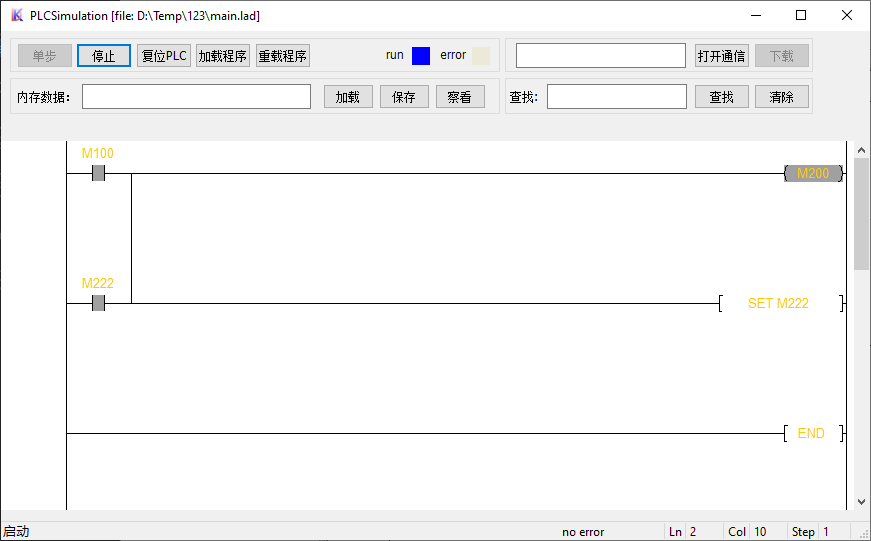 PLCSimulation [file: D:\Temp\123\main.lad]
单步 停止 复位PLC 加载程序 重载程序 run error 打开通信 下载
内存数据: 加载 保存 察看 查找: 查找 清除
M100
M200
M222
SET M222
END
启动 no error Ln 2 Col 10 Step 1